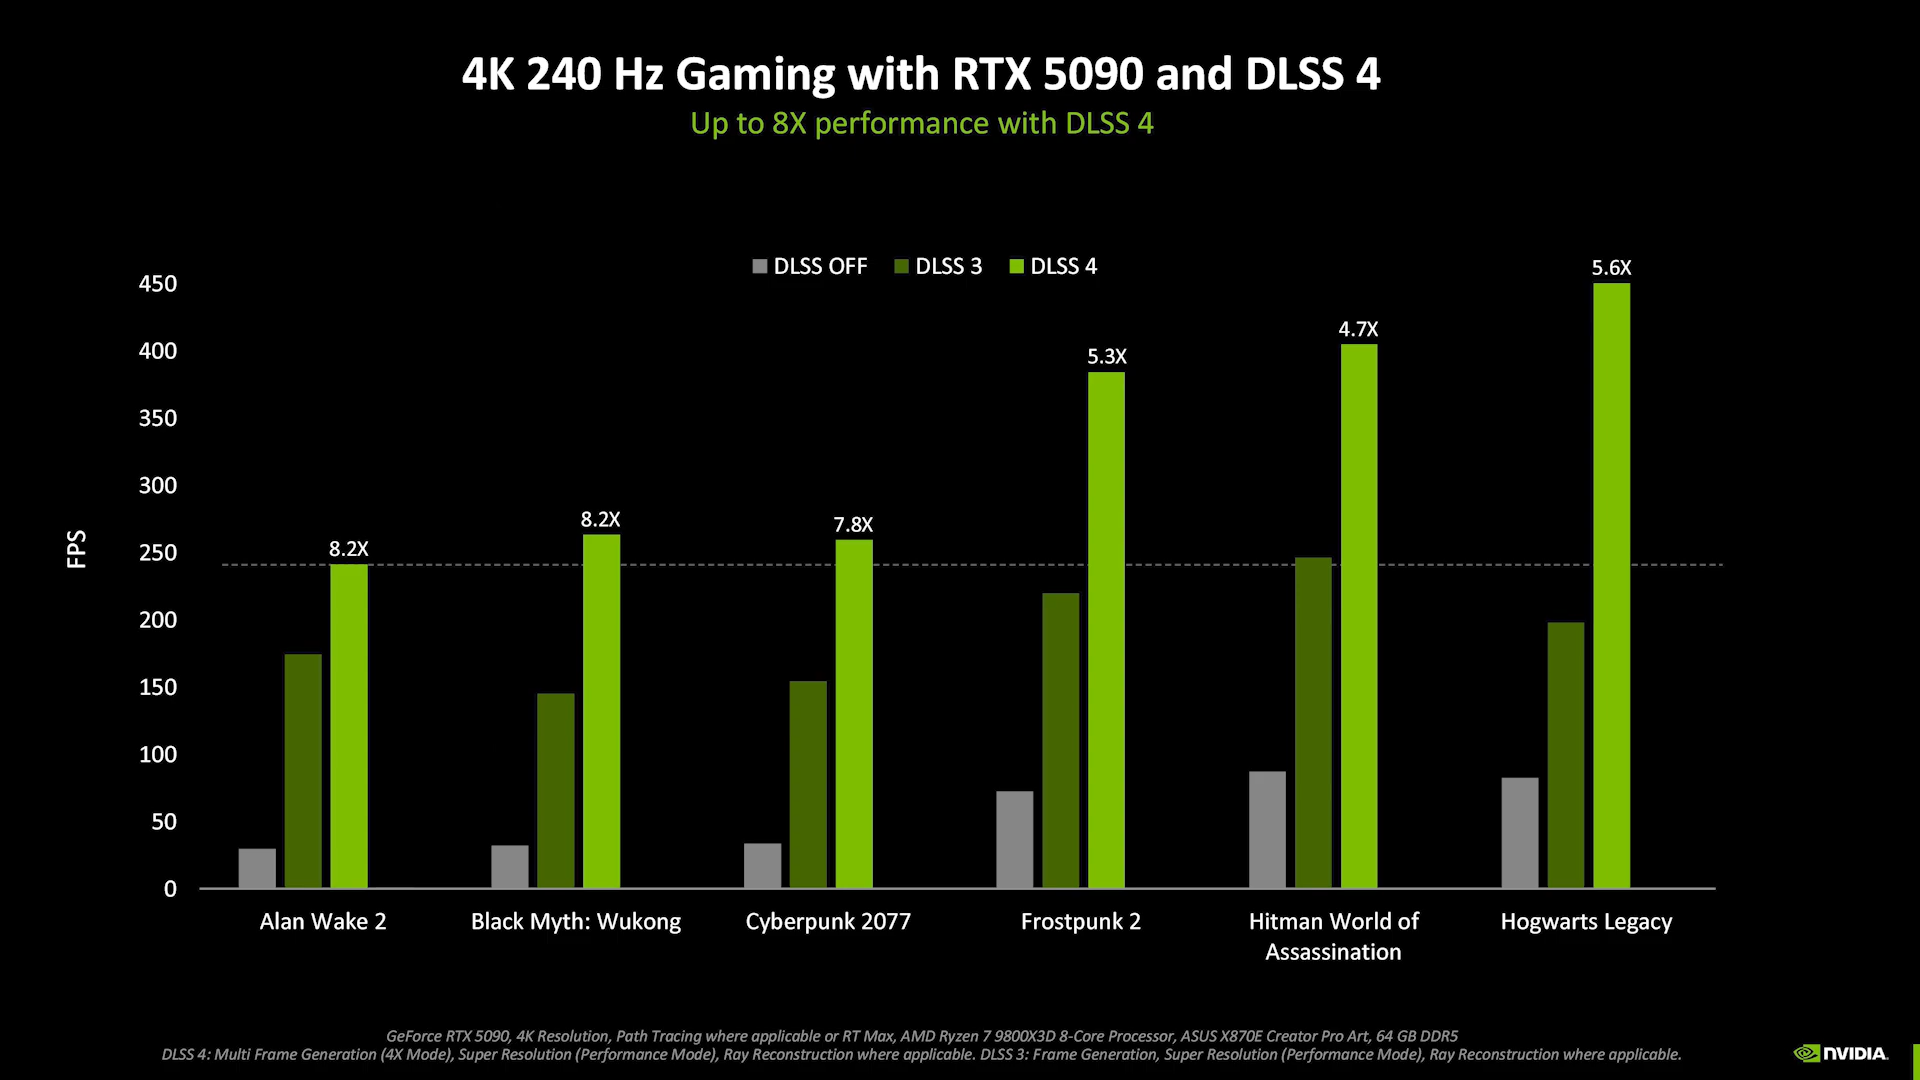 4K 240 Hz Gaming with RTX 5090 and DLSS 4
Up to 8X performance with DLSS 4
DLSS OFF DLSS 3 DLSS 4
450
400
350
300
250
200
150
100
50
0
FPS
8.2X
8.2X
7.8X
5.3X
4.7X
5.6X
Alan Wake 2
Black Myth: Wukong
Cyberpunk 2077
Frostpunk 2
Hitman World of
Assassination
Hogwarts Legacy
GeForce RTX 5090, 4K Resolution, Path Tracing where applicable or RT Max, AMD Ryzen 7 9800X3D 8-Core Processor, ASUS X870E Creator Pro Art, 64 GB DDR5
DLSS 4: Multi Frame Generation (4X Mode), Super Resolution (Performance Mode), Ray Reconstruction where applicable. DLSS 3: Frame Generation, Super Resolution (Performance Mode), Ray Reconstruction where applicable.
NVIDIA.